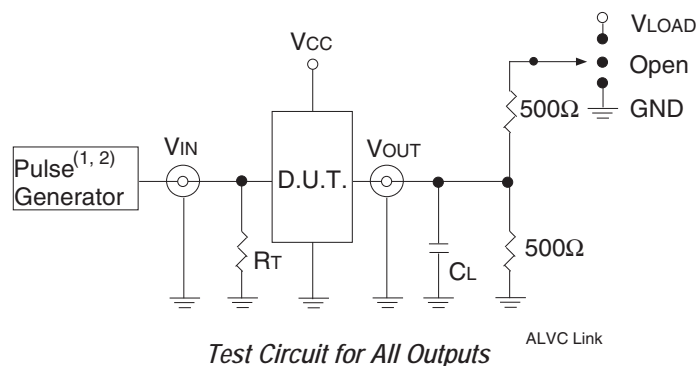 VLOAD
VCC
Open
500Ω
GND
VIN
VOUT
Pulse(1, 2)
Generator
D.U.T.
RT
CL
500Ω
ALVC Link
Test Circuit for All Outputs